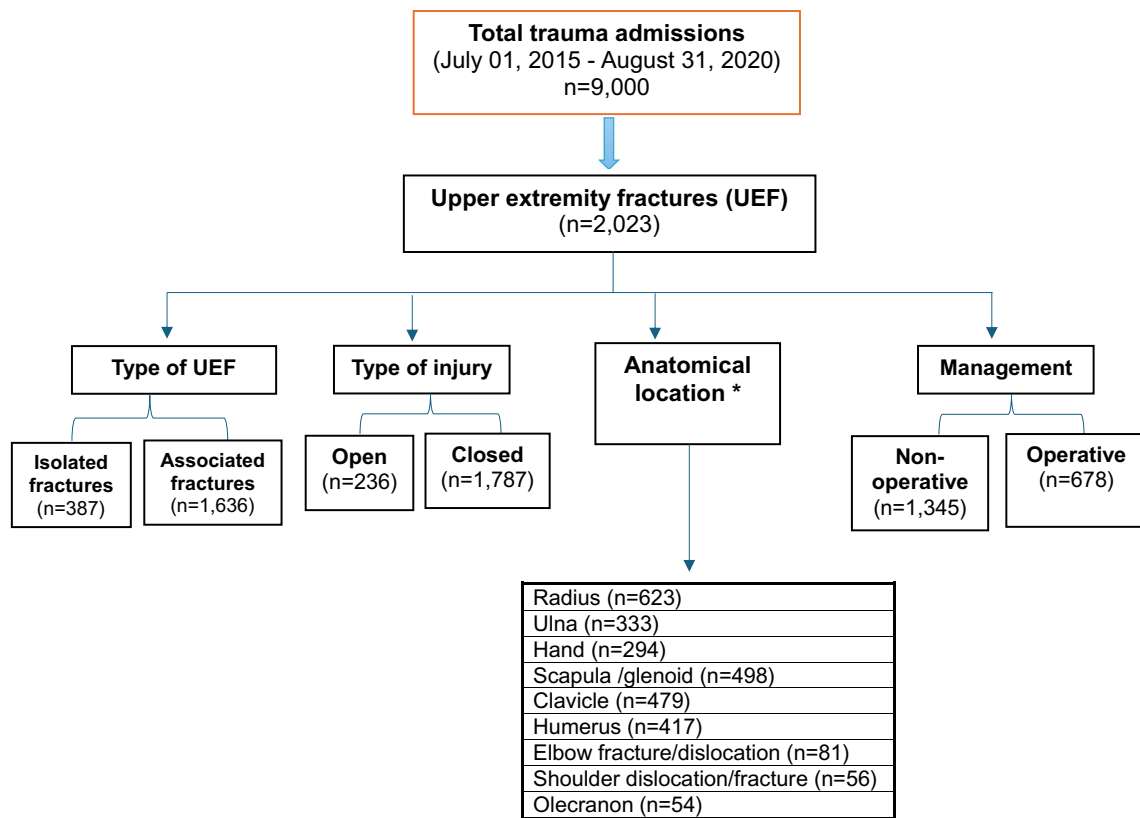 Total trauma admissions
(July 01, 2015 - August 31, 2020)
n=9,000
Upper extremity fractures (UEF)
(n=2,023)
Type of UEF
Type of injury
Anatomical
location *
Management
Isolated
fractures
(n=387)
Associated
fractures
(n=1,636)
Open
(n=236)
Closed
(n=1,787)
Non-
operative
(n=1,345)
Operative
(n=678)
Radius (n=623)
Ulna (n=333)
Hand (n=294)
Scapula /glenoid (n=498)
Clavicle (n=479)
Humerus (n=417)
Elbow fracture/dislocation (n=81)
Shoulder dislocation/fracture (n=56)
Olecranon (n=54)